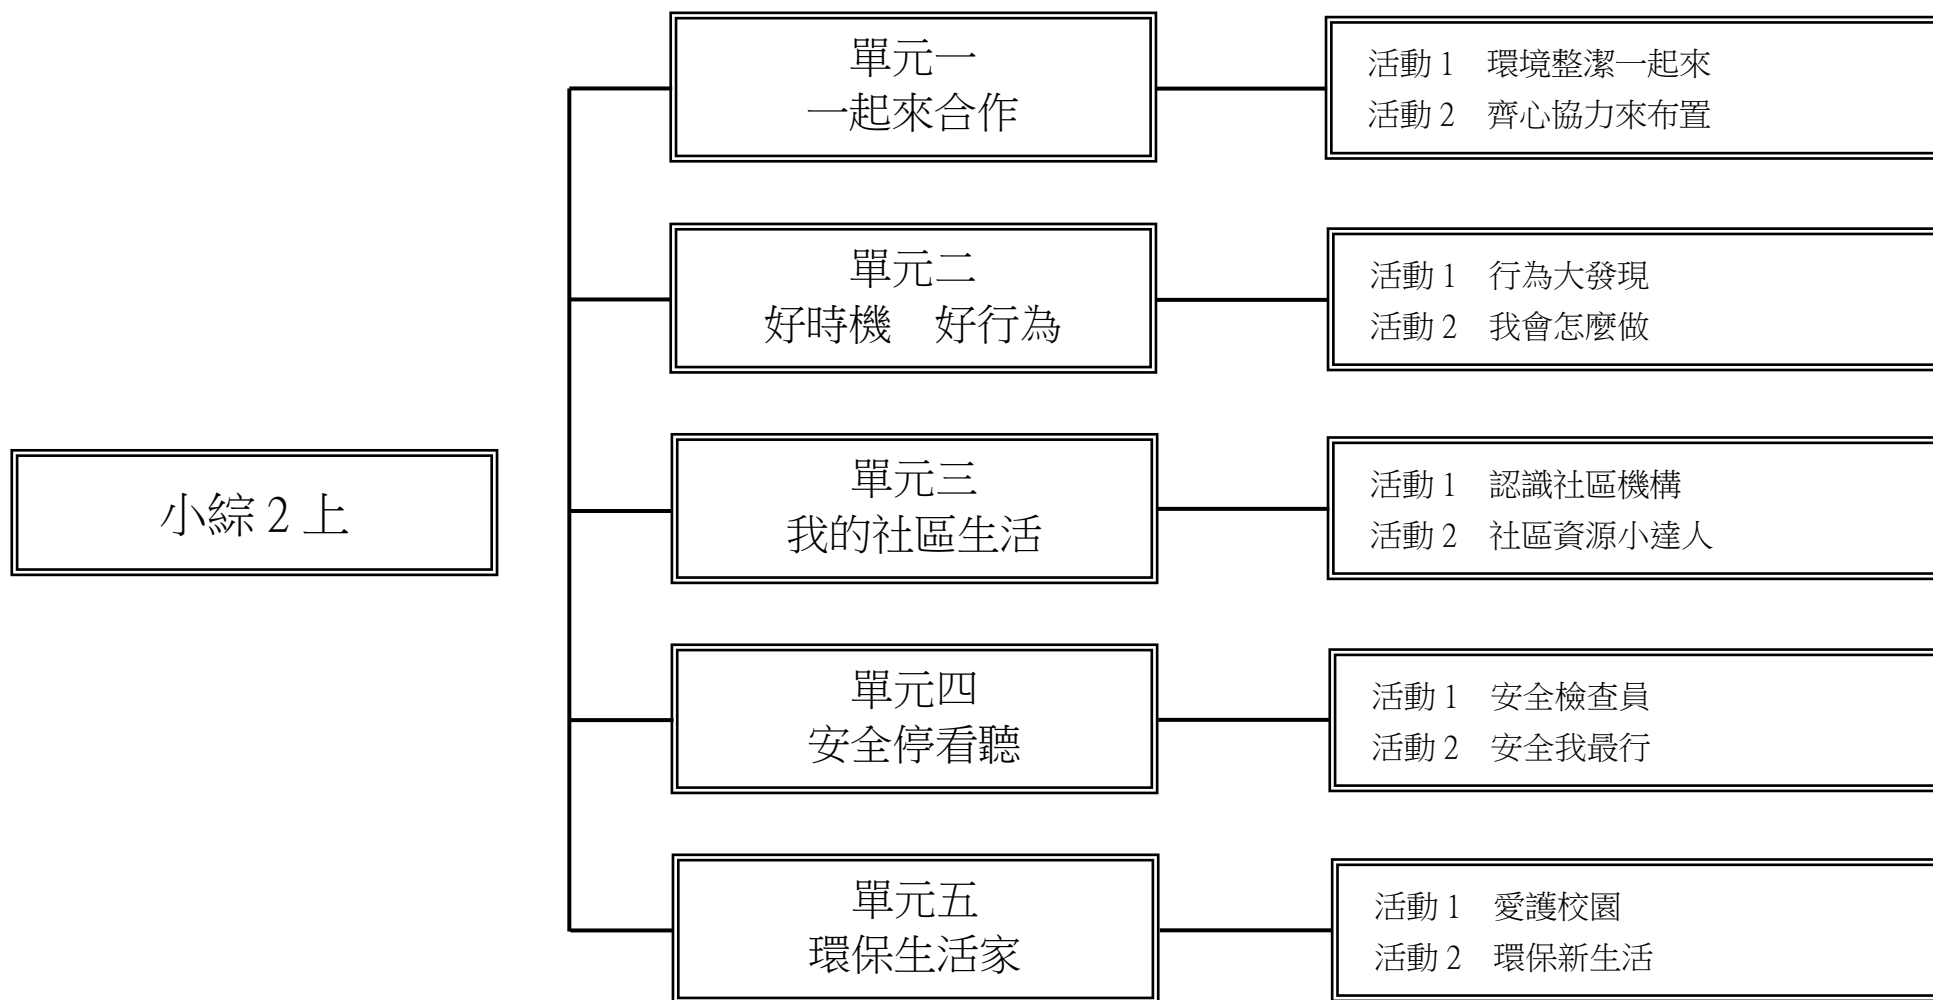 單元一
一起來合作
活動 1　環境整潔一起來
活動 2　齊心協力來布置
單元二
好時機　好行為
活動 1　行為大發現
活動 2　我會怎麼做
小綜 2 上
單元三
我的社區生活
活動 1　認識社區機構
活動 2　社區資源小達人
單元四
安全停看聽
活動 1　安全檢查員
活動 2　安全我最行
單元五
環保生活家
活動 1　愛護校園
活動 2　環保新生活